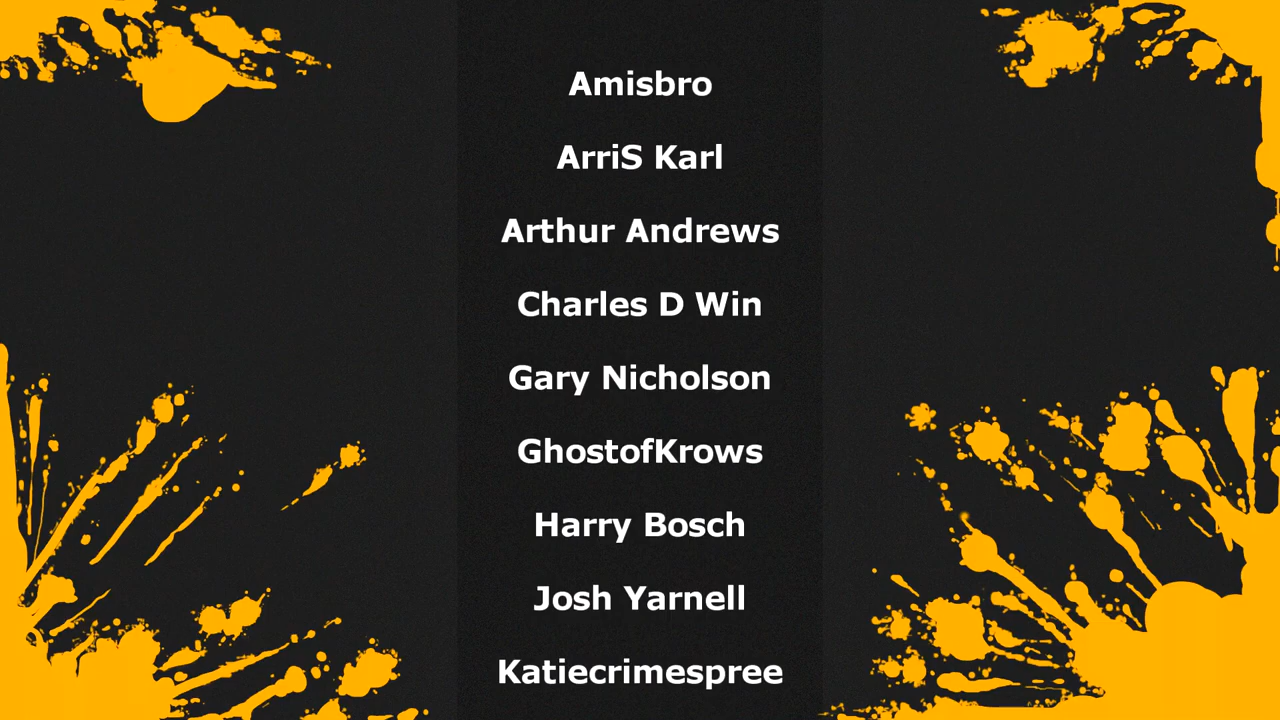 Amisbro
ArriS Karl
Arthur Andrews
Charles D Win
Gary Nicholson
GhostofKrows
Harry Bosch
Josh Yarnell
Katiecrimespree